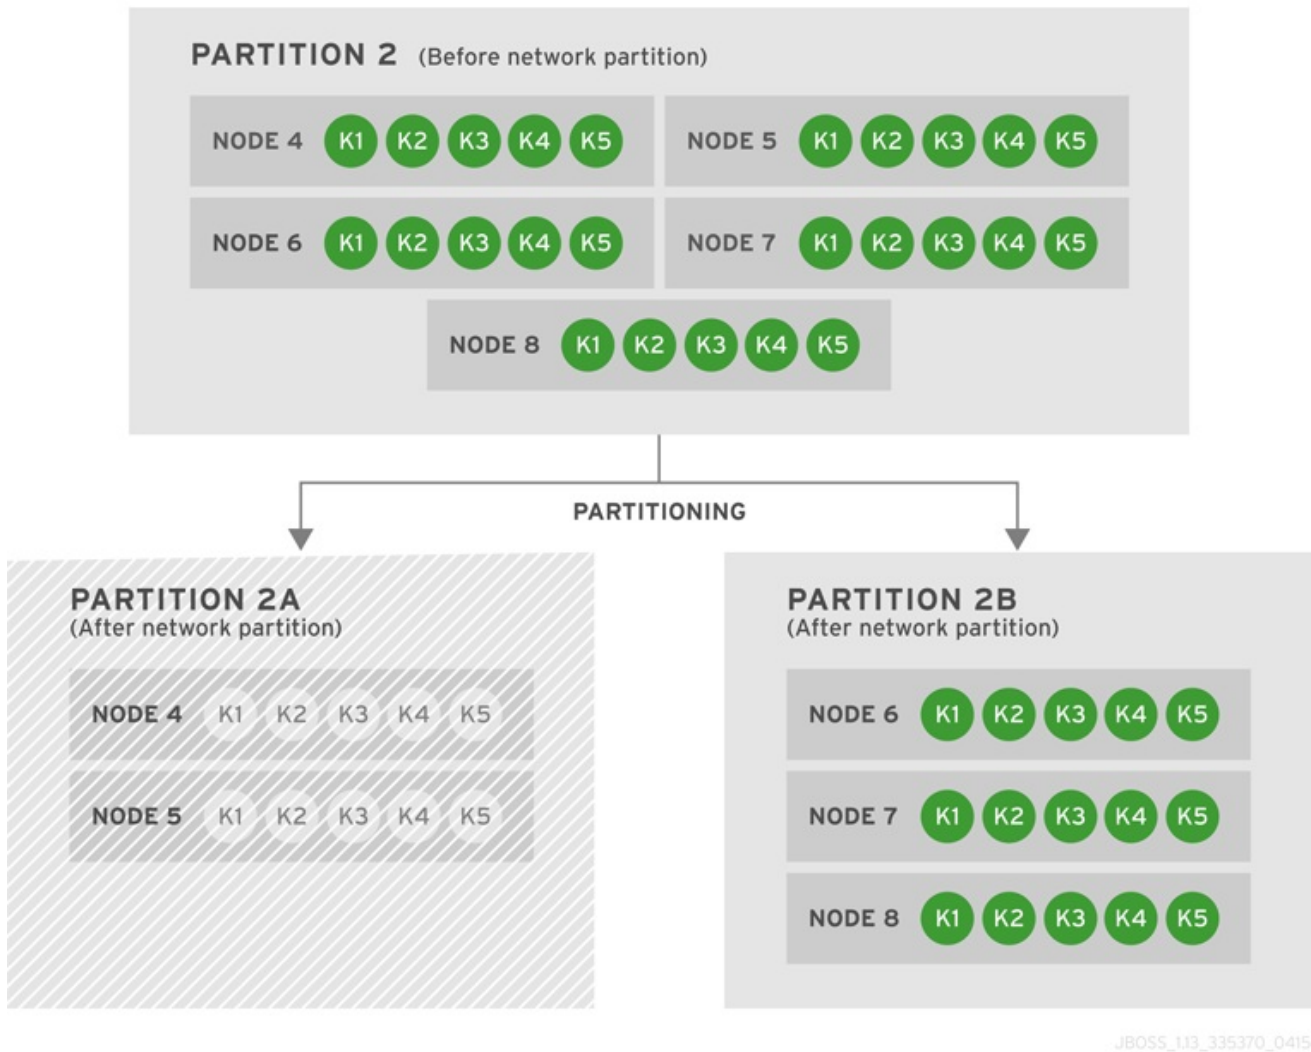 PARTITION 2 (Before network partition)
NODE 4 K1 K2 K3 K4 K5
NODE 5 K1 K2 K3 K4 K5
NODE 6 K1 K2 K3 K4 K5
NODE 7 K1 K2 K3 K4 K5
NODE 8 K1 K2 K3 K4 K5
PARTITIONING
PARTITION 2A
(After network partition)
NODE 4 K1 K2 K3 K4 K5
NODE 5 K1 K2 K3 K4 K5
PARTITION 2B
(After network partition)
NODE 6 K1 K2 K3 K4 K5
NODE 7 K1 K2 K3 K4 K5
NODE 8 K1 K2 K3 K4 K5
JBOSS_1.13_335370_0415